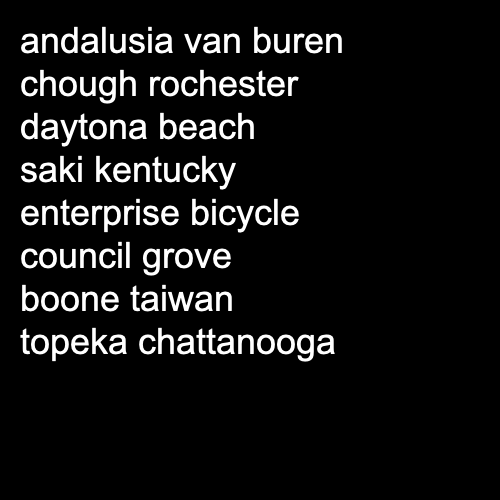 andalusia van buren
chough rochester
daytona beach
saki kentucky
enterprise bicycle
council grove
boone taiwan
topeka chattanooga